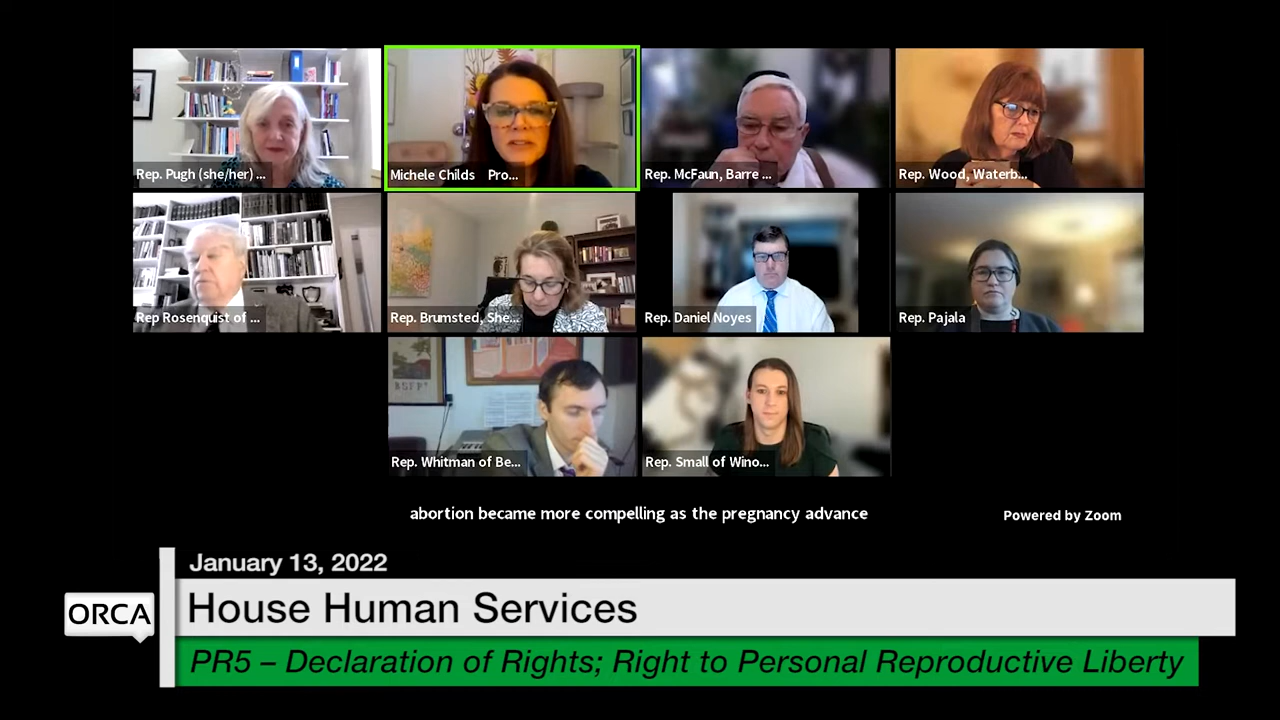 Rep. Pugh (she/her) ...
Michele Childs Pro...
Rep. McFaun, Barre ...
Rep. Wood, Waterb...
Rep Rosenquist of ...
Rep. Brumsted, She...
Rep. Daniel Noyes
Rep. Pajala
Rep. Whitman of Be...
Rep. Small of Wino...
abortion became more compelling as the pregnancy advance
Powered by Zoom
January 13, 2022
ORCA
House Human Services
PR5 – Declaration of Rights; Right to Personal Reproductive Liberty